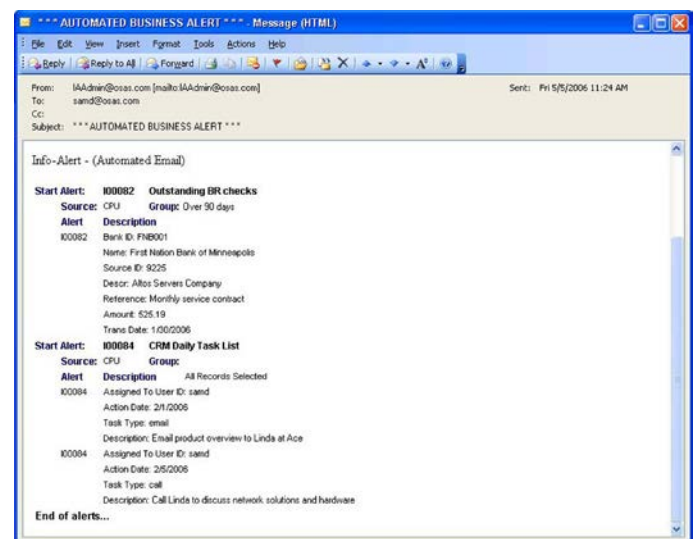 * * * AUTOMATED BUSINESS ALERT * * * - Message (HTML)
File Edit View Insert Format Tools Actions Help
Reply Reply to All Forward
From: IAAdmin@osas.com [mailto:IAAdmin@osas.com] Sent: Fri 5/5/2006 11:24 AM
To: samd@osas.com
Cc:
Subject: * * * AUTOMATED BUSINESS ALERT * * *
Info-Alert - (Automated Email)
Start Alert: I00082 Outstanding BR checks
Source: CPU Group: Over 90 days
Alert Description
I00082 Bank ID: FNB001
Name: First Nation Bank of Minneapolis
Source ID: 9225
Descr: Altos Servers Company
Reference: Monthly service contract
Amount: 525.19
Trans Date: 1/30/2006
Start Alert: I00084 CRM Daily Task List
Source: CPU Group:
Alert Description All Records Selected
I00084 Assigned To User ID: samd
Action Date: 2/1/2006
Task Type: email
Description: Email product overview to Linda at Ace
I00084 Assigned To User ID: samd
Action Date: 2/5/2006
Task Type: call
Description: Call Linda to discuss network solutions and hardware
End of alerts...